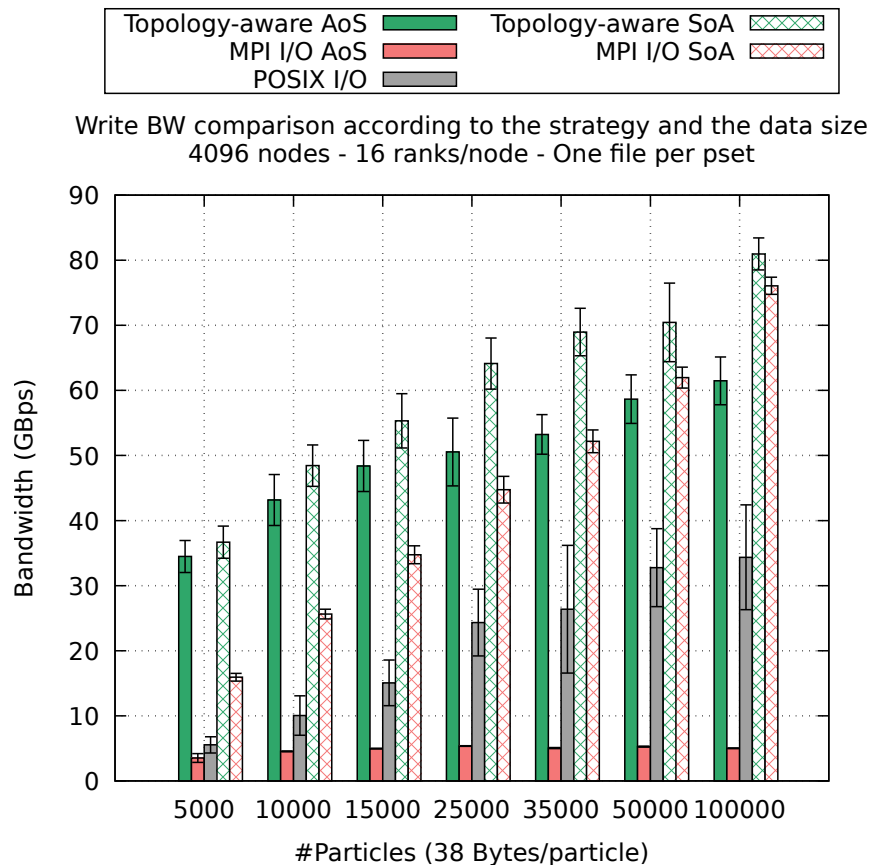 Topology-aware AoS
MPI I/O AoS
POSIX I/O
Topology-aware SoA
MPI I/O SoA
Write BW comparison according to the strategy and the data size
4096 nodes - 16 ranks/node - One file per pset
Bandwidth (GBps)
90
80
70
60
50
40
30
20
10
0
5000 10000 15000 25000 35000 50000 100000
#Particles (38 Bytes/particle)